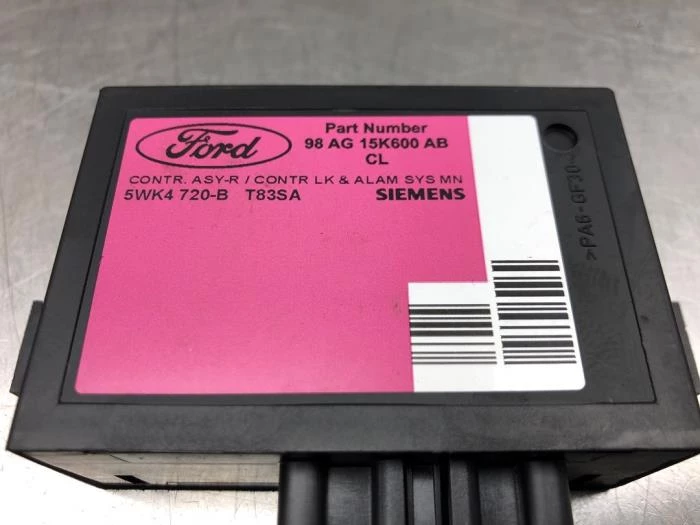 Ford
Part Number
98 AG 15K600 AB
CL
CONTR. ASY-R / CONTR LK & ALAM SYS MN
5WK4 720-B T83SA SIEMENS
>PA6-GF30<